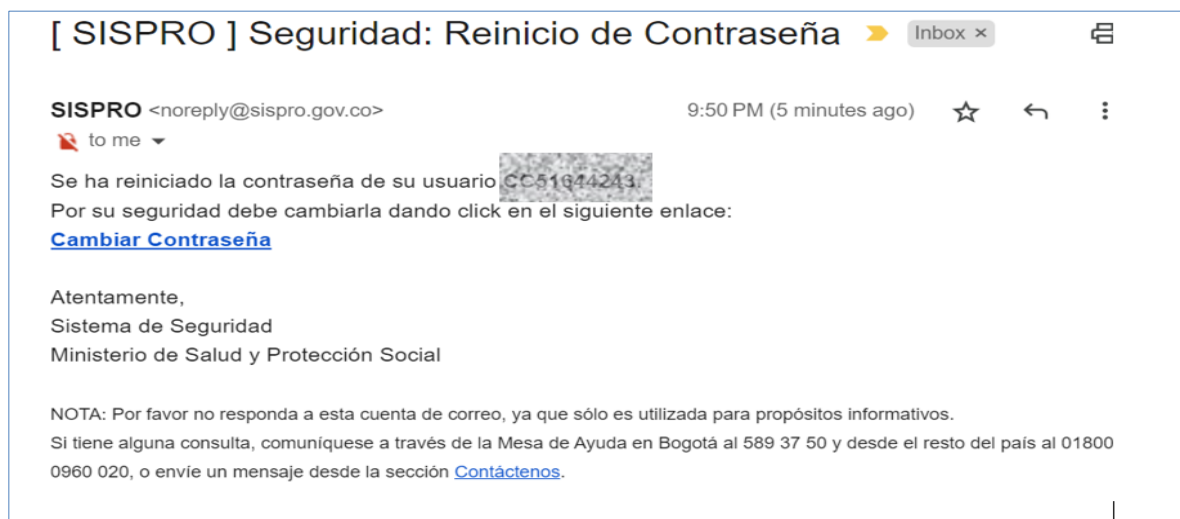 [ SISPRO ] Seguridad: Reinicio de Contraseña Inbox ×
SISPRO <noreply@sispro.gov.co> 9:50 PM (5 minutes ago)
to me
Se ha reiniciado la contraseña de su usuario
Por su seguridad debe cambiarla dando click en el siguiente enlace:
Cambiar Contraseña
Atentamente,
Sistema de Seguridad
Ministerio de Salud y Protección Social
NOTA: Por favor no responda a esta cuenta de correo, ya que sólo es utilizada para propósitos informativos.
Si tiene alguna consulta, comuníquese a través de la Mesa de Ayuda en Bogotá al 589 37 50 y desde el resto del país al 01800
0960 020, o envíe un mensaje desde la sección Contáctenos.